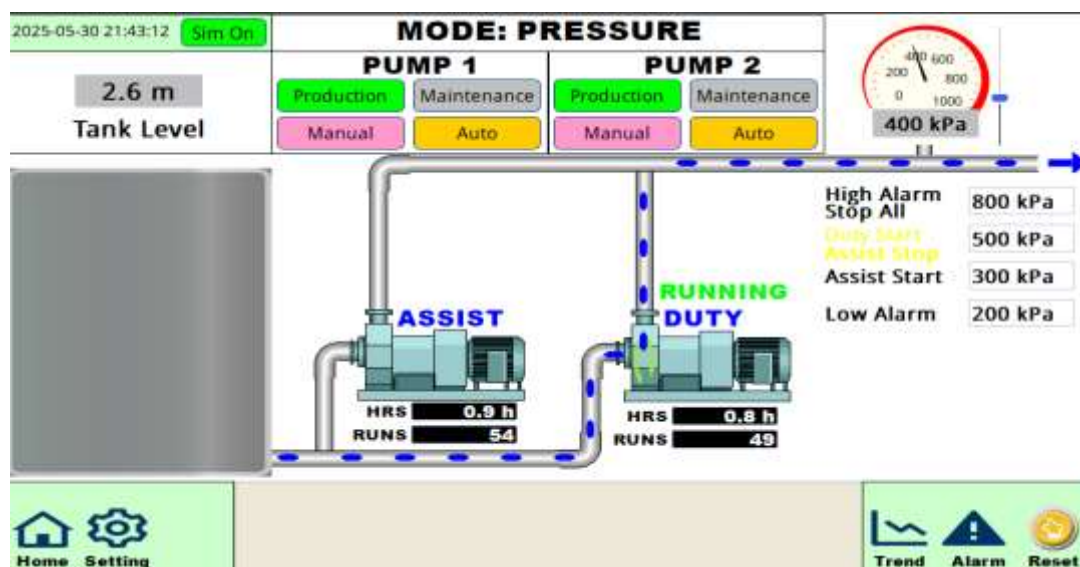 2025-05-30 21:43:12 Sim On
MODE: PRESSURE
2.6 m
Tank Level
PUMP 1
Production Maintenance
Manual Auto
PUMP 2
Production Maintenance
Manual Auto
0 200 400 600 800 1000
400 kPa
High Alarm
Stop All 800 kPa
Duty Start
Assist Stop 500 kPa
Assist Start 300 kPa
Low Alarm 200 kPa
ASSIST
HRS 0.9 h
RUNS 54
RUNNING
DUTY
HRS 0.8 h
RUNS 49
Home Setting
Trend Alarm Reset